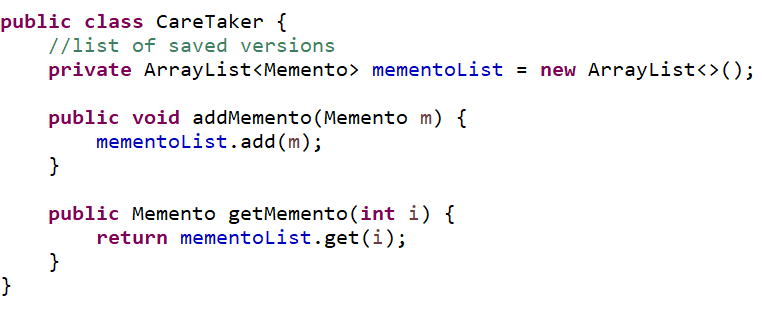 public class CareTaker {
    //list of saved versions
    private ArrayList<Memento> mementoList = new ArrayList<>();

    public void addMemento(Memento m) {
        mementoList.add(m);
    }

    public Memento getMemento(int i) {
        return mementoList.get(i);
    }
}